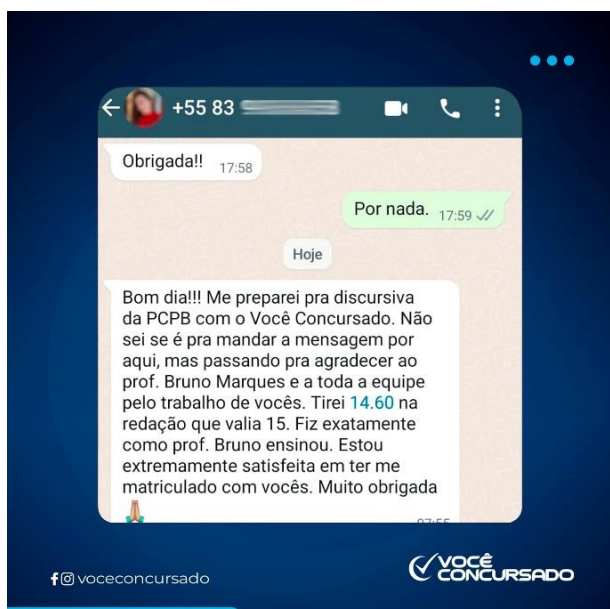 +55 83
Obrigada!! 17:58
Por nada. 17:59
Hoje
Bom dia!!! Me preparei pra discursiva
da PCPB com o Você Concursado. Não
sei se é pra mandar a mensagem por
aqui, mas passando pra agradecer ao
prof. Bruno Marques e a toda a equipe
pelo trabalho de vocês. Tirei 14.60 na
redação que valia 15. Fiz exatamente
como prof. Bruno ensinou. Estou
extremamente satisfeita em ter me
matriculado com vocês. Muito obrigada
voceconcursado
VOCÊ
CONCURSADO